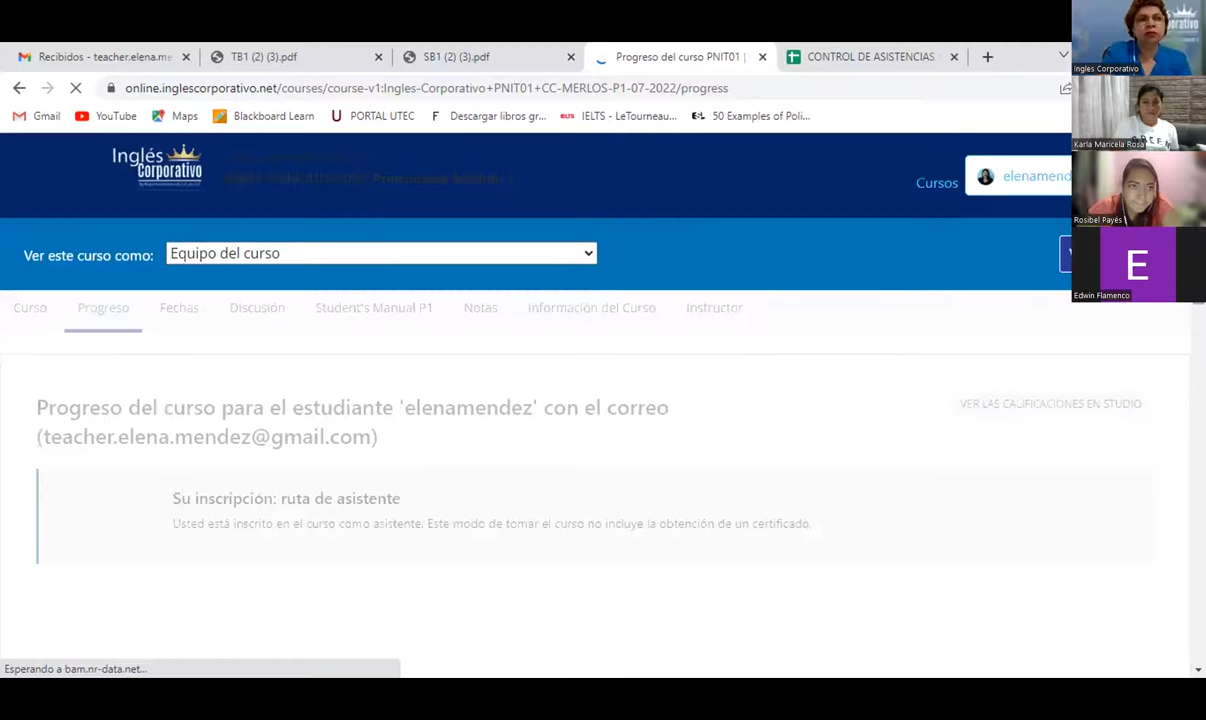 Recibidos - teacher.elena.me
TB1 (2) (3).pdf
SB1 (2) (3).pdf
Progreso del curso PNIT01 |
CONTROL DE ASISTENCIAS
online.inglescorporativo.net/courses/course-v1:Ingles-Corporativo+PNIT01+CC-MERLOS-P1-07-2022/progress
Gmail
YouTube
Maps
Blackboard Learn
PORTAL UTEC
Descargar libros gr...
IELTS - LeTourneau...
50 Examples of Poli...
Inglés
Corporativo
Cursos
elenamend
Ver este curso como:
Equipo del curso
Curso
Progreso
Fechas
Discusión
Student's Manual P1
Notas
Información del Curso
Instructor
Progreso del curso para el estudiante 'elenamendez' con el correo
(teacher.elena.mendez@gmail.com)
VER LAS CALIFICACIONES EN STUDIO
Su inscripción: ruta de asistente
Usted está inscrito en el curso como asistente. Este modo de tomar el curso no incluye la obtención de un certificado.
Esperando a bam.nr-data.net...
Ingles Corporativo
Karla Maricela Rosa
Rosibel Payés
E
Edwin Flamenco